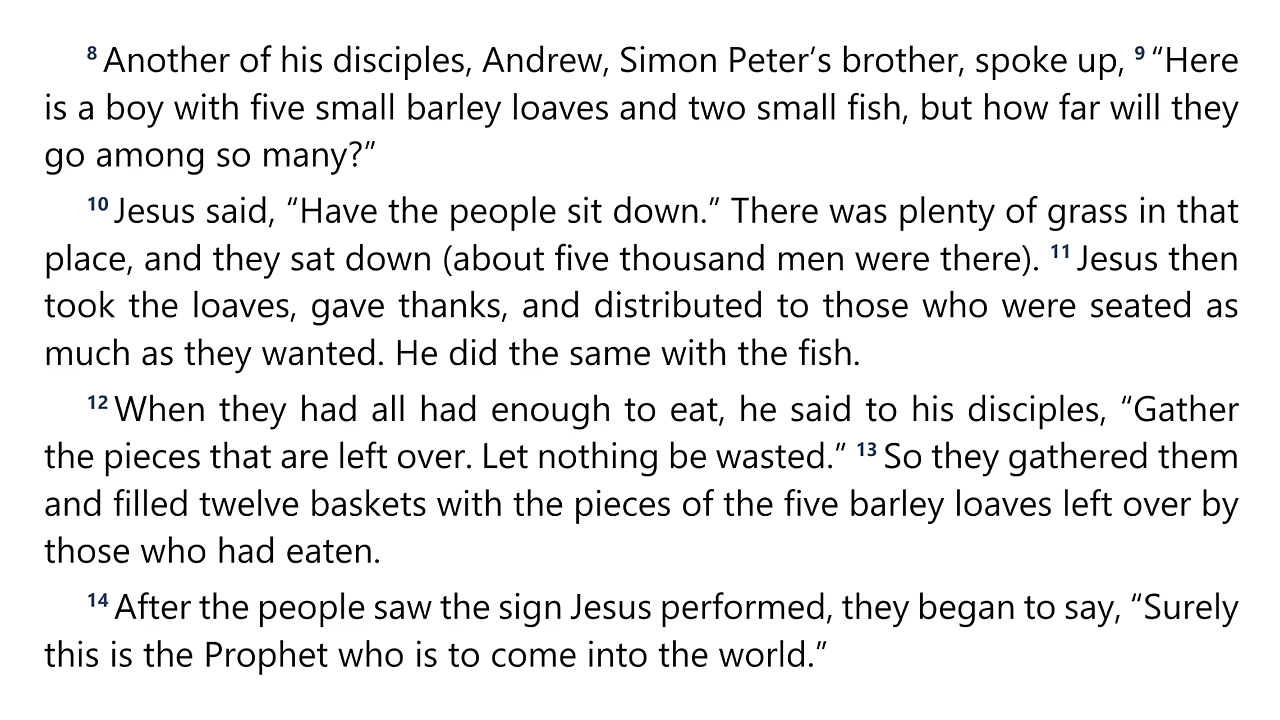 8 Another of his disciples, Andrew, Simon Peter’s brother, spoke up, 9 “Here
is a boy with five small barley loaves and two small fish, but how far will they
go among so many?”
10 Jesus said, “Have the people sit down.” There was plenty of grass in that
place, and they sat down (about five thousand men were there). 11 Jesus then
took the loaves, gave thanks, and distributed to those who were seated as
much as they wanted. He did the same with the fish.
12 When they had all had enough to eat, he said to his disciples, “Gather
the pieces that are left over. Let nothing be wasted.” 13 So they gathered them
and filled twelve baskets with the pieces of the five barley loaves left over by
those who had eaten.
14 After the people saw the sign Jesus performed, they began to say, “Surely
this is the Prophet who is to come into the world.”